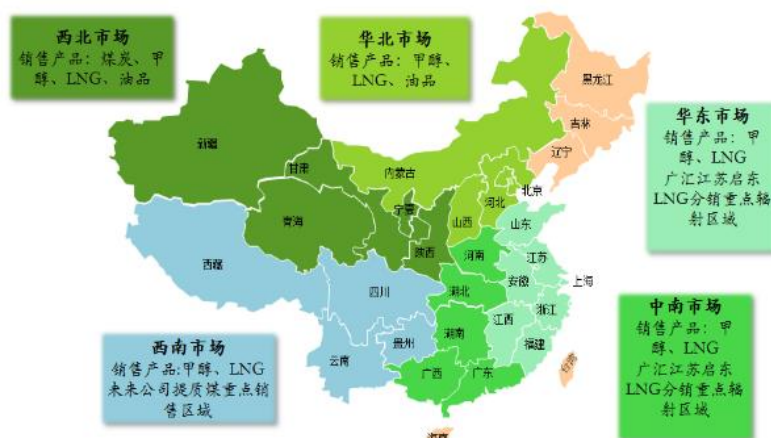 西北市场
销售产品：煤炭、甲
醇、LNG、油品
华北市场
销售产品：甲醇、
LNG、油品
华东市场
销售产品：甲
醇、LNG
广汇江苏启东
LNG分销重点辐
射区域
中南市场
销售产品：甲
醇、LNG
广汇江苏启东
LNG分销重点辐
射区域
西南市场
销售产品:甲醇、LNG
未来公司提质煤重点销
售区域
黑龙江
吉林
辽宁
新疆
甘肃
内蒙古
北京
宁夏
河北
山西
青海
山东
陕西
河南
西藏
江苏
四川
安徽
上海
湖北
浙江
江西
湖南
贵州
福建
云南
广西
广东
台湾
海南